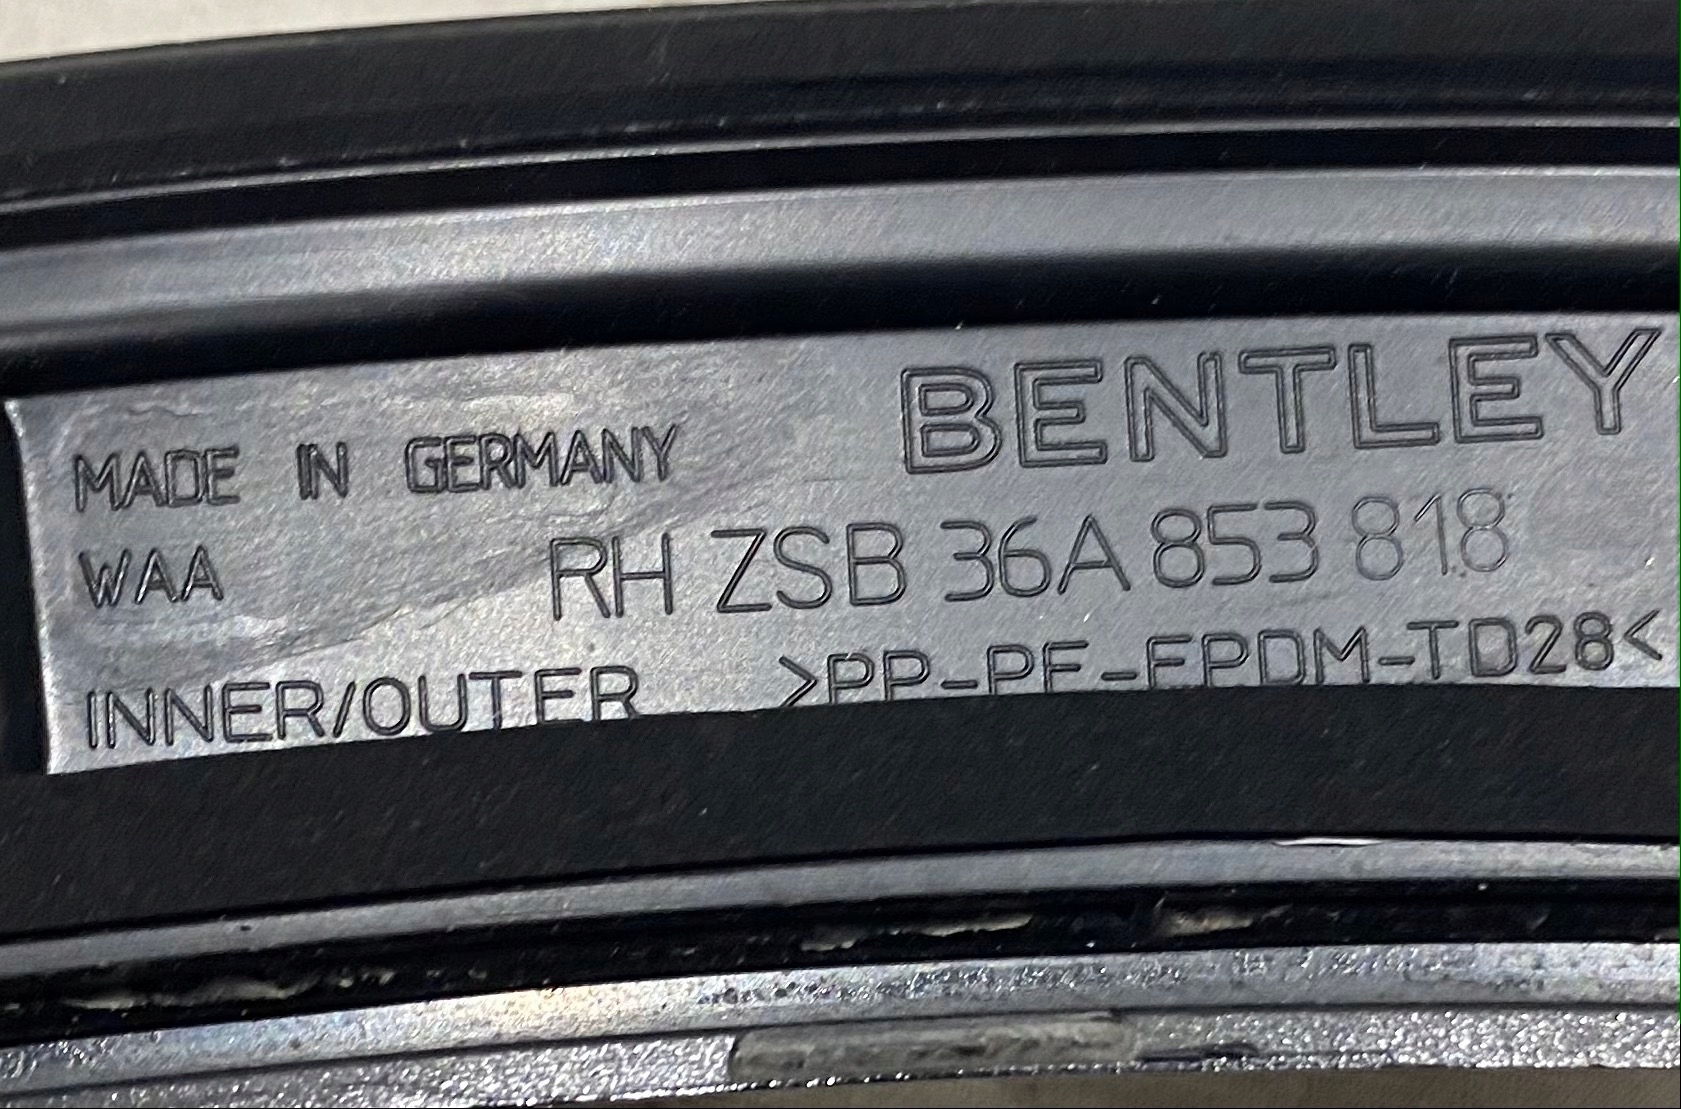 BENTLEY
MADE IN GERMANY
WAA
RH ZSB 36A 853 818
INNER/OUTER
>PP-PE-EPDM-TD28<